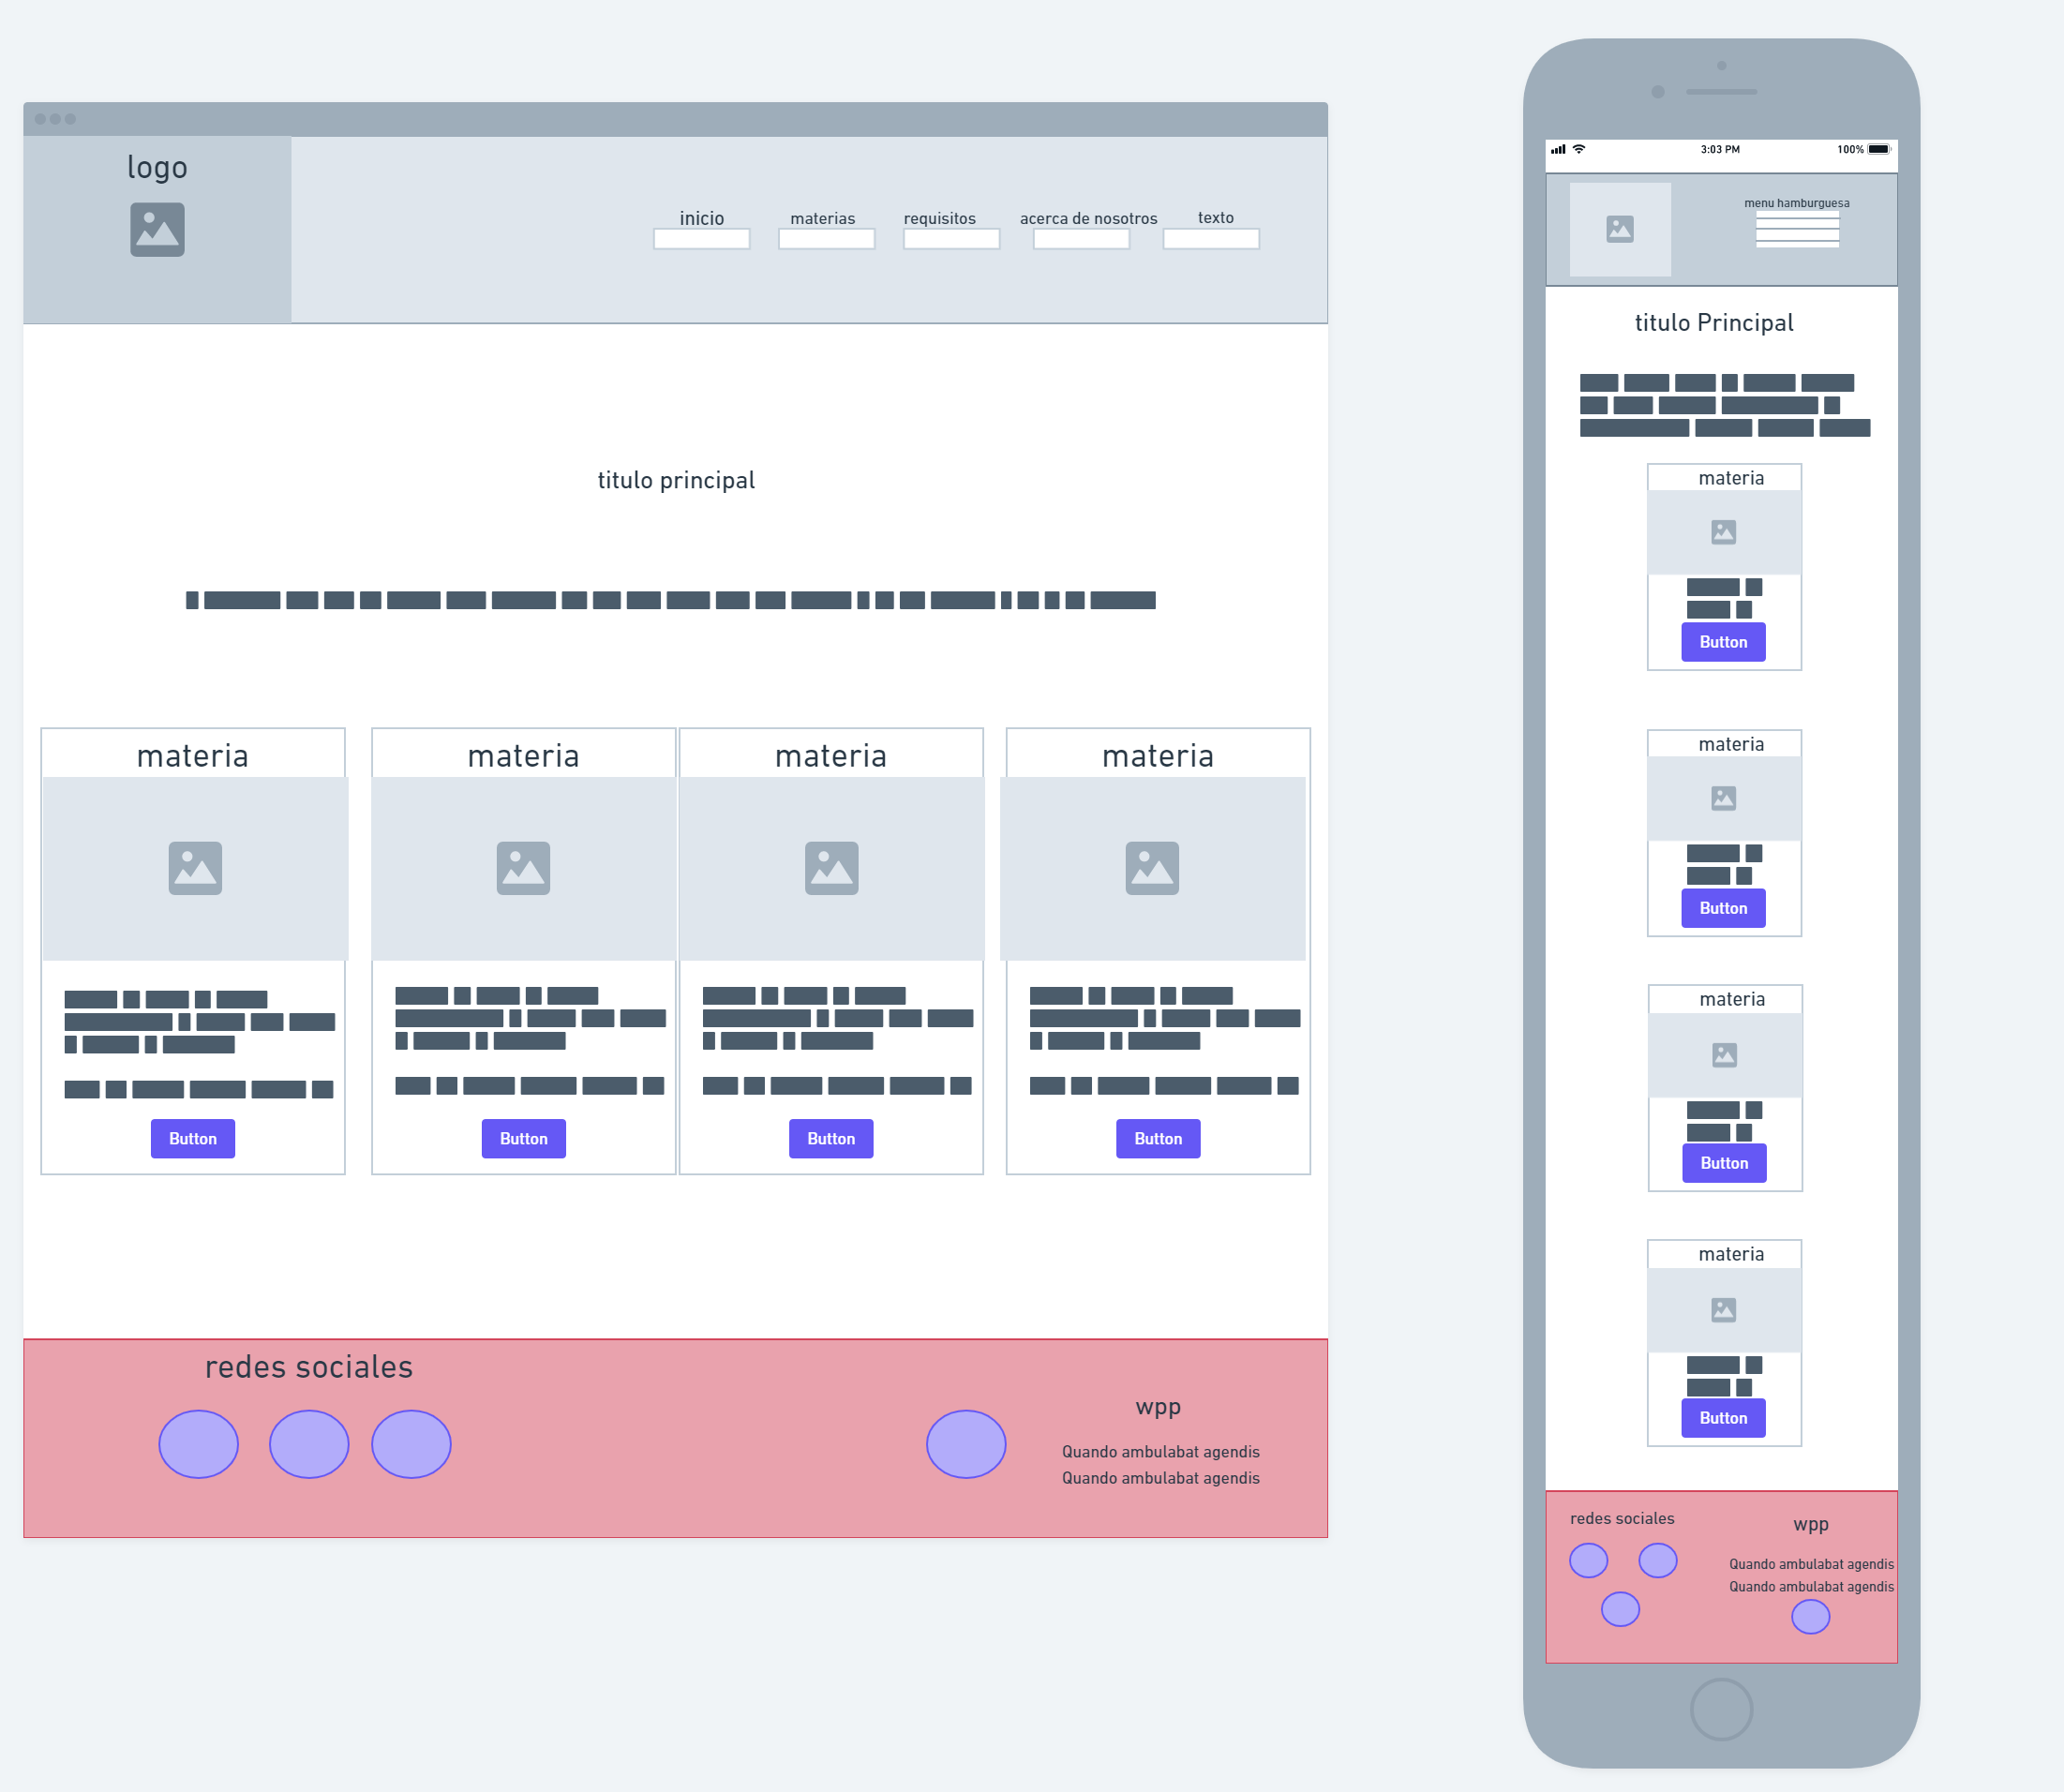 logo
inicio
materias
requisitos
acerca de nosotros
texto
titulo principal
materia
materia
materia
materia
Button
Button
Button
Button
redes sociales
wpp
Quando ambulabat agendis
Quando ambulabat agendis
3:03 PM
100%
menu hamburguesa
titulo Principal
materia
Button
materia
Button
materia
Button
materia
Button
redes sociales
wpp
Quando ambulabat agendis
Quando ambulabat agendis